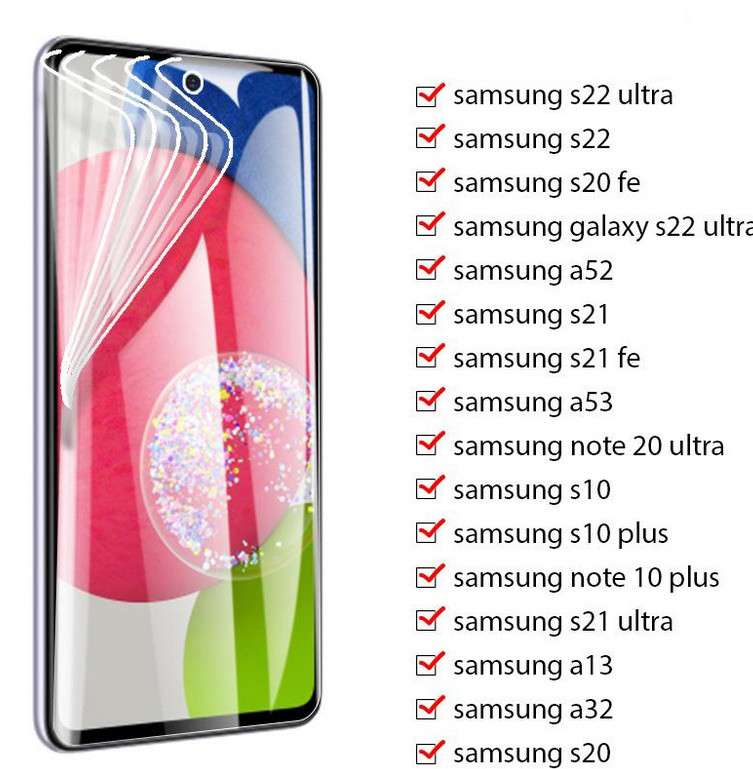 samsung s22 ultra
samsung s22
samsung s20 fe
samsung galaxy s22 ultra
samsung a52
samsung s21
samsung s21 fe
samsung a53
samsung note 20 ultra
samsung s10
samsung s10 plus
samsung note 10 plus
samsung s21 ultra
samsung a13
samsung a32
samsung s20